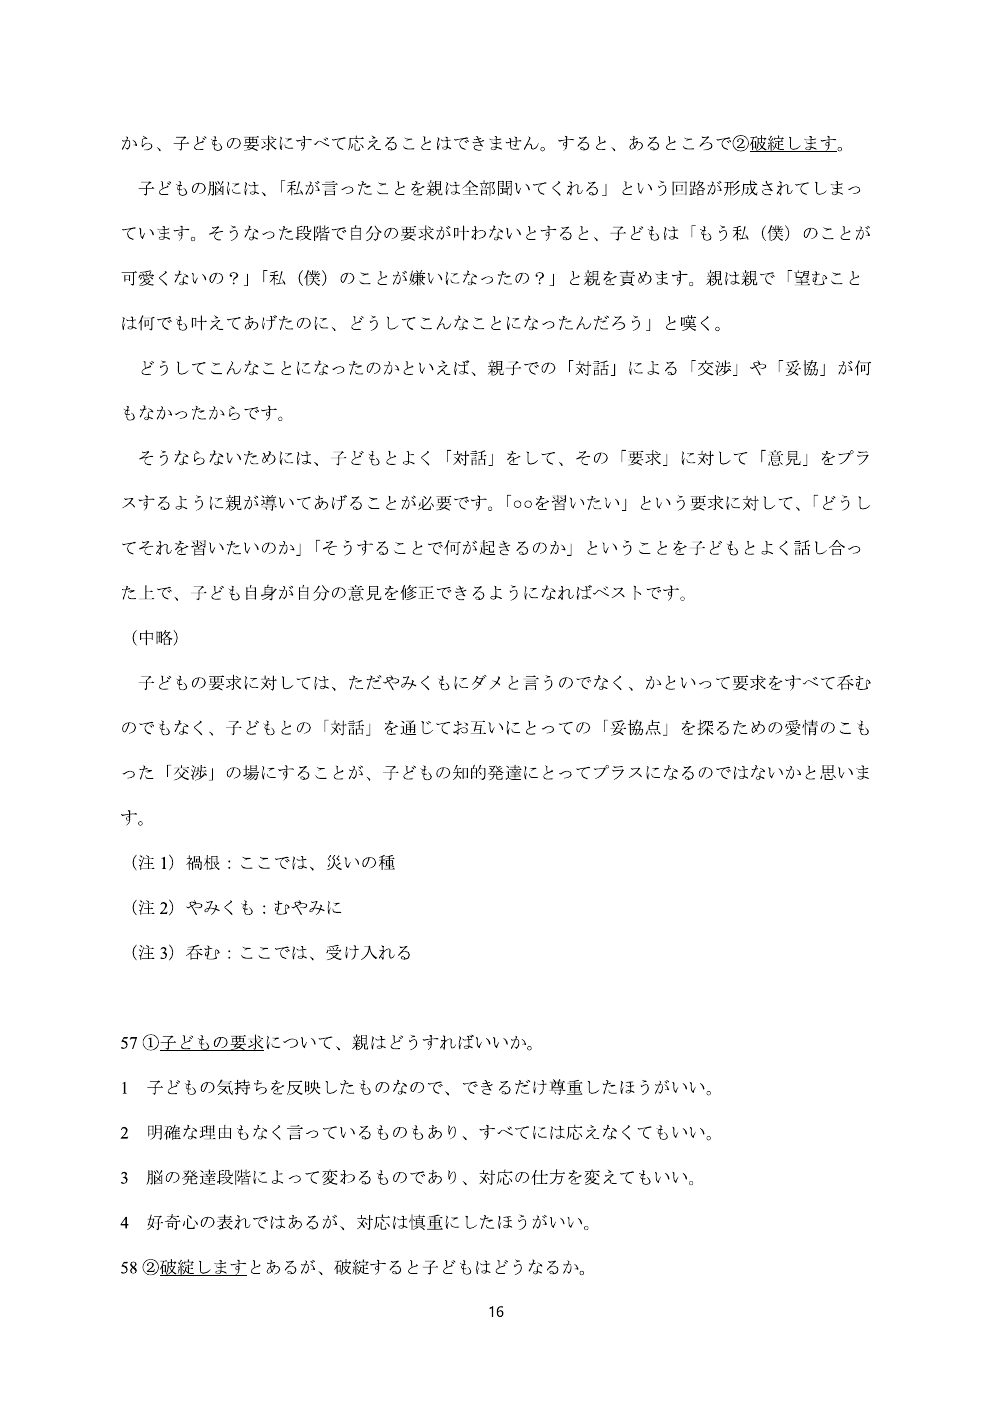 から、子どもの要求にすべて応えることはできません。すると、あるところで②破綻します。
子どもの脳には、「私が言ったことを親は全部聞いてくれる」という回路が形成されてしまっ
ています。そうなった段階で自分の要求が叶わないとすると、子どもは「もう私（僕）のことが
可愛くないの？」「私（僕）のことが嫌いになったの？」と親を責めます。親は親で「望むこと
は何でも叶えてあげたのに、どうしてこんなことになったんだろう」と嘆く。
どうしてこんなことになったのかといえば、親子での「対話」による「交渉」や「妥協」が何
もなかったからです。
そうならないためには、子どもとよく「対話」をして、その「要求」に対して「意見」をプラ
スするように親が導いてあげることが必要です。「○○を習いたい」という要求に対して、「どうし
てそれを習いたいのか」「そうすることで何が起きるのか」ということを子どもとよく話し合っ
た上で、子ども自身が自分の意見を修正できるようになればベストです。
（中略）
子どもの要求に対しては、ただやみくもにダメと言うのでなく、かといって要求をすべて呑む
のでもなく、子どもとの「対話」を通じてお互いにとっての「妥協点」を探るための愛情のこも
った「交渉」の場にすることが、子どもの知的発達にとってプラスになるのではないかと思いま
す。
（注 1）禍根：ここでは、災いの種
（注 2）やみくも：むやみに
（注 3）呑む：ここでは、受け入れる
57 ①子どもの要求について、親はどうすればいいか。
1 子どもの気持ちを反映したものなので、できるだけ尊重したほうがいい。
2 明確な理由もなく言っているものもあり、すべてには応えなくてもいい。
3 脳の発達段階によって変わるものであり、対応の仕方を変えてもいい。
4 好奇心の表れではあるが、対応は慎重にしたほうがいい。
58 ②破綻しますとあるが、破綻すると子どもはどうなるか。
16